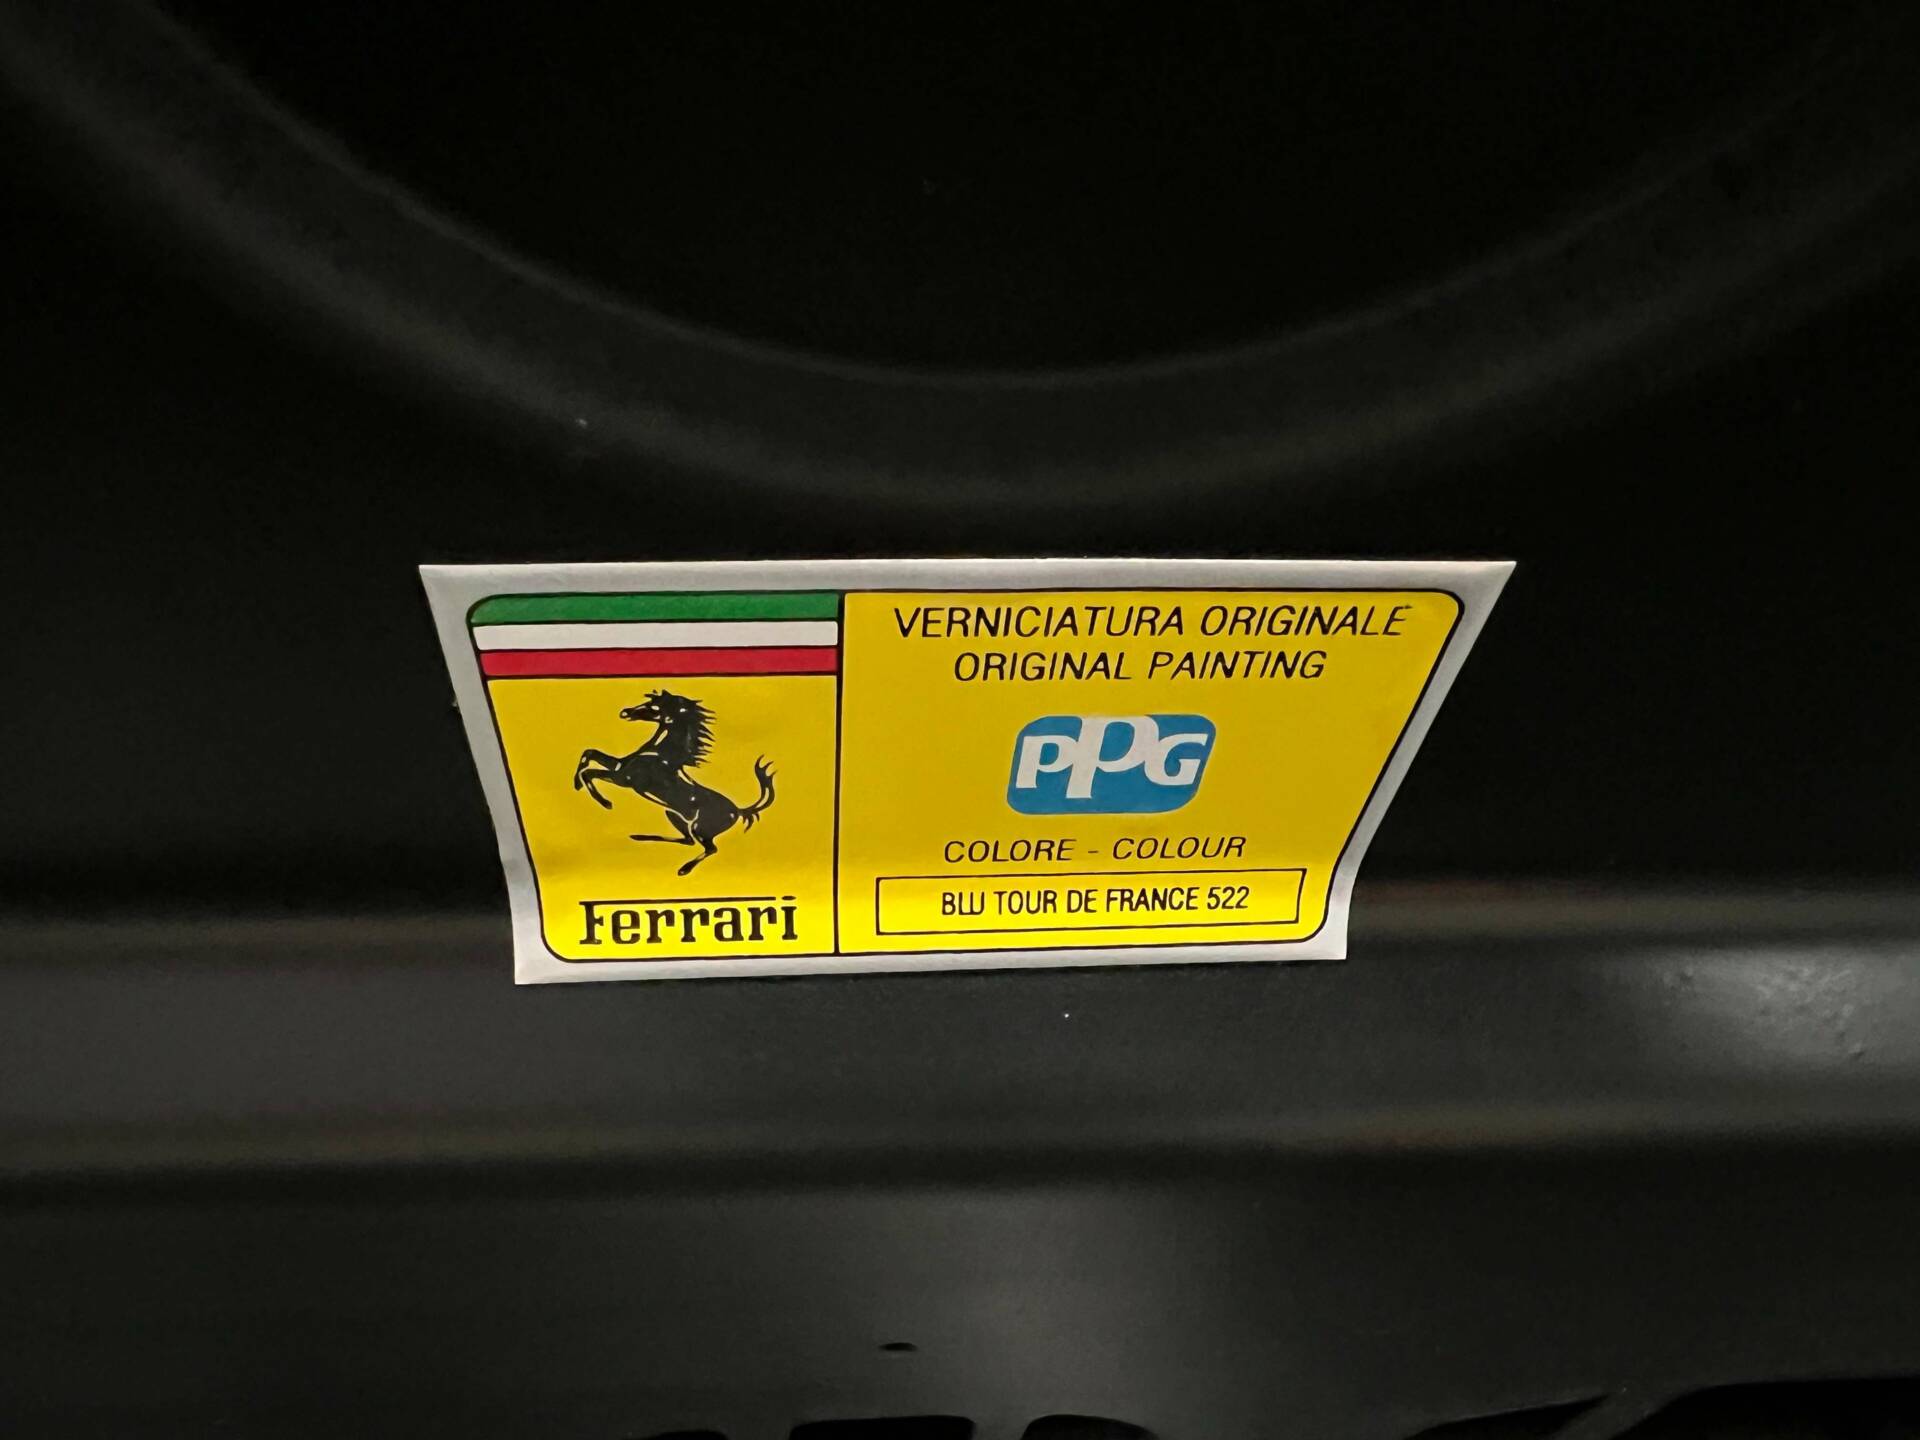 Ferrari
VERNICIATURA ORIGINALE
ORIGINAL PAINTING
PPG
COLORE - COLOUR
BLU TOUR DE FRANCE 522